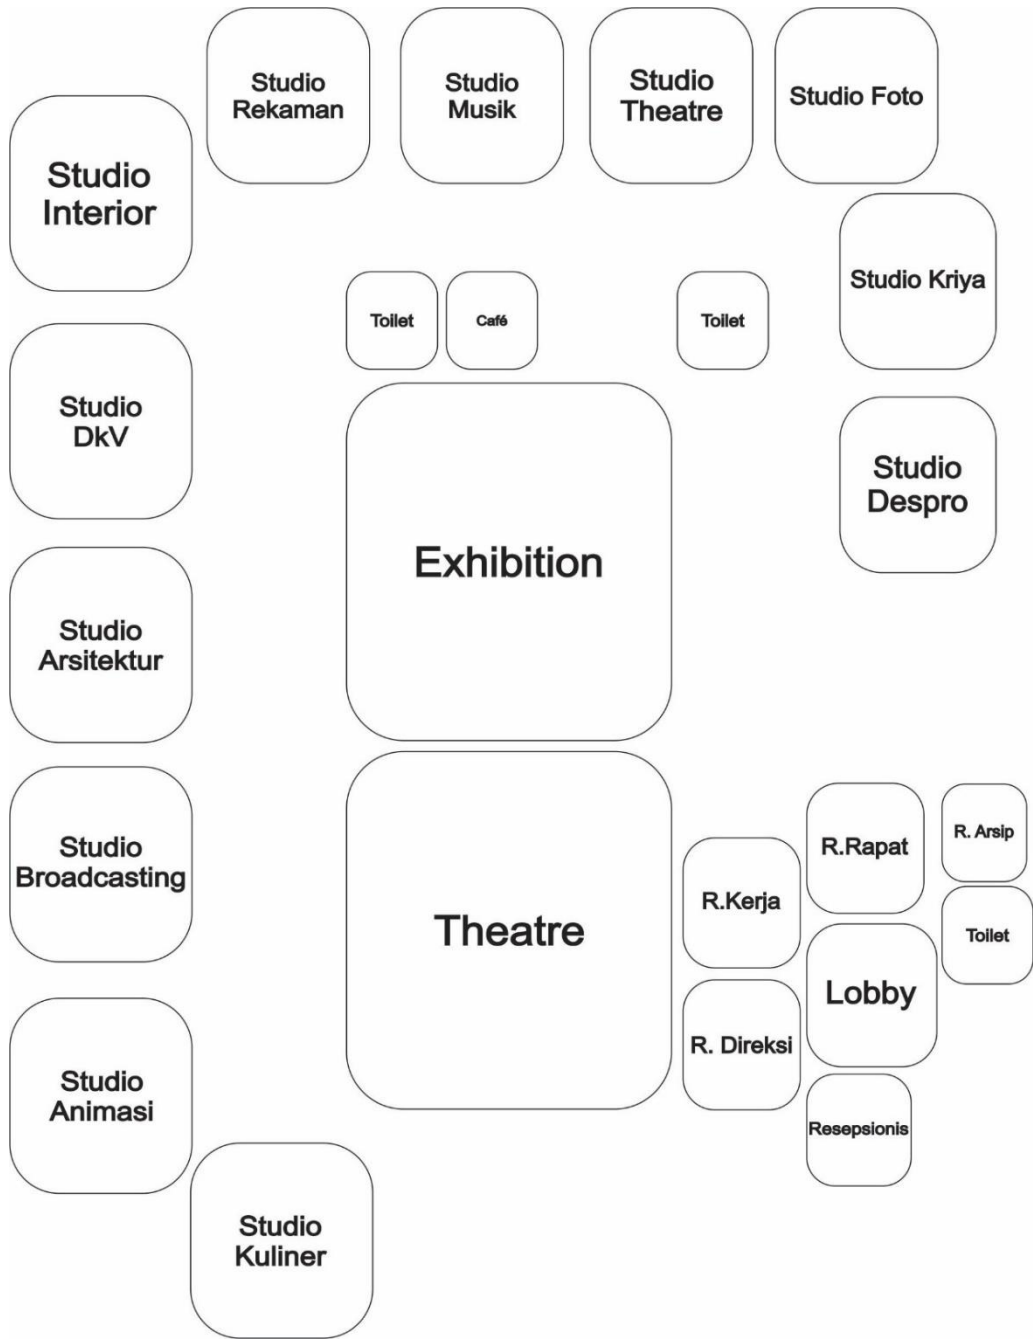 Studio
Rekaman
Studio
Musik
Studio
Theatre
Studio Foto
Studio
Interior
Studio Kriya
Toilet
Café
Toilet
Studio
DkV
Studio
Despro
Exhibition
Studio
Arsitektur
Studio
Broadcasting
Theatre
R.Kerja
R.Rapat
R. Arsip
Toilet
Lobby
R. Direksi
Resepsionis
Studio
Animasi
Studio
Kuliner